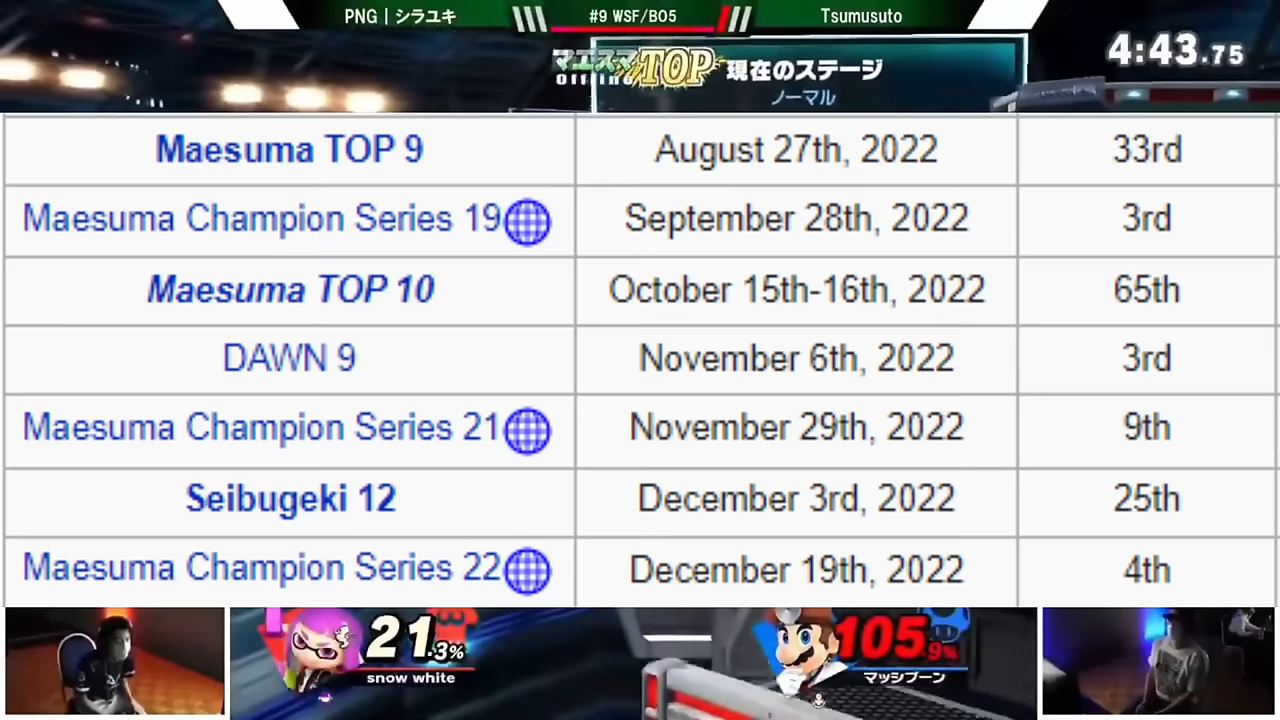 PNG | シラユキ
#9 WSF/BO5
Tsumusuto
4:43.75
マエスマ
Offline
TOP
現在のステージ
ノーマル
Maesuma TOP 9 August 27th, 2022 33rd
Maesuma Champion Series 19 September 28th, 2022 3rd
Maesuma TOP 10 October 15th-16th, 2022 65th
DAWN 9 November 6th, 2022 3rd
Maesuma Champion Series 21 November 29th, 2022 9th
Seibugeki 12 December 3rd, 2022 25th
Maesuma Champion Series 22 December 19th, 2022 4th
21.3%
snow white
105.9%
マッシブーン